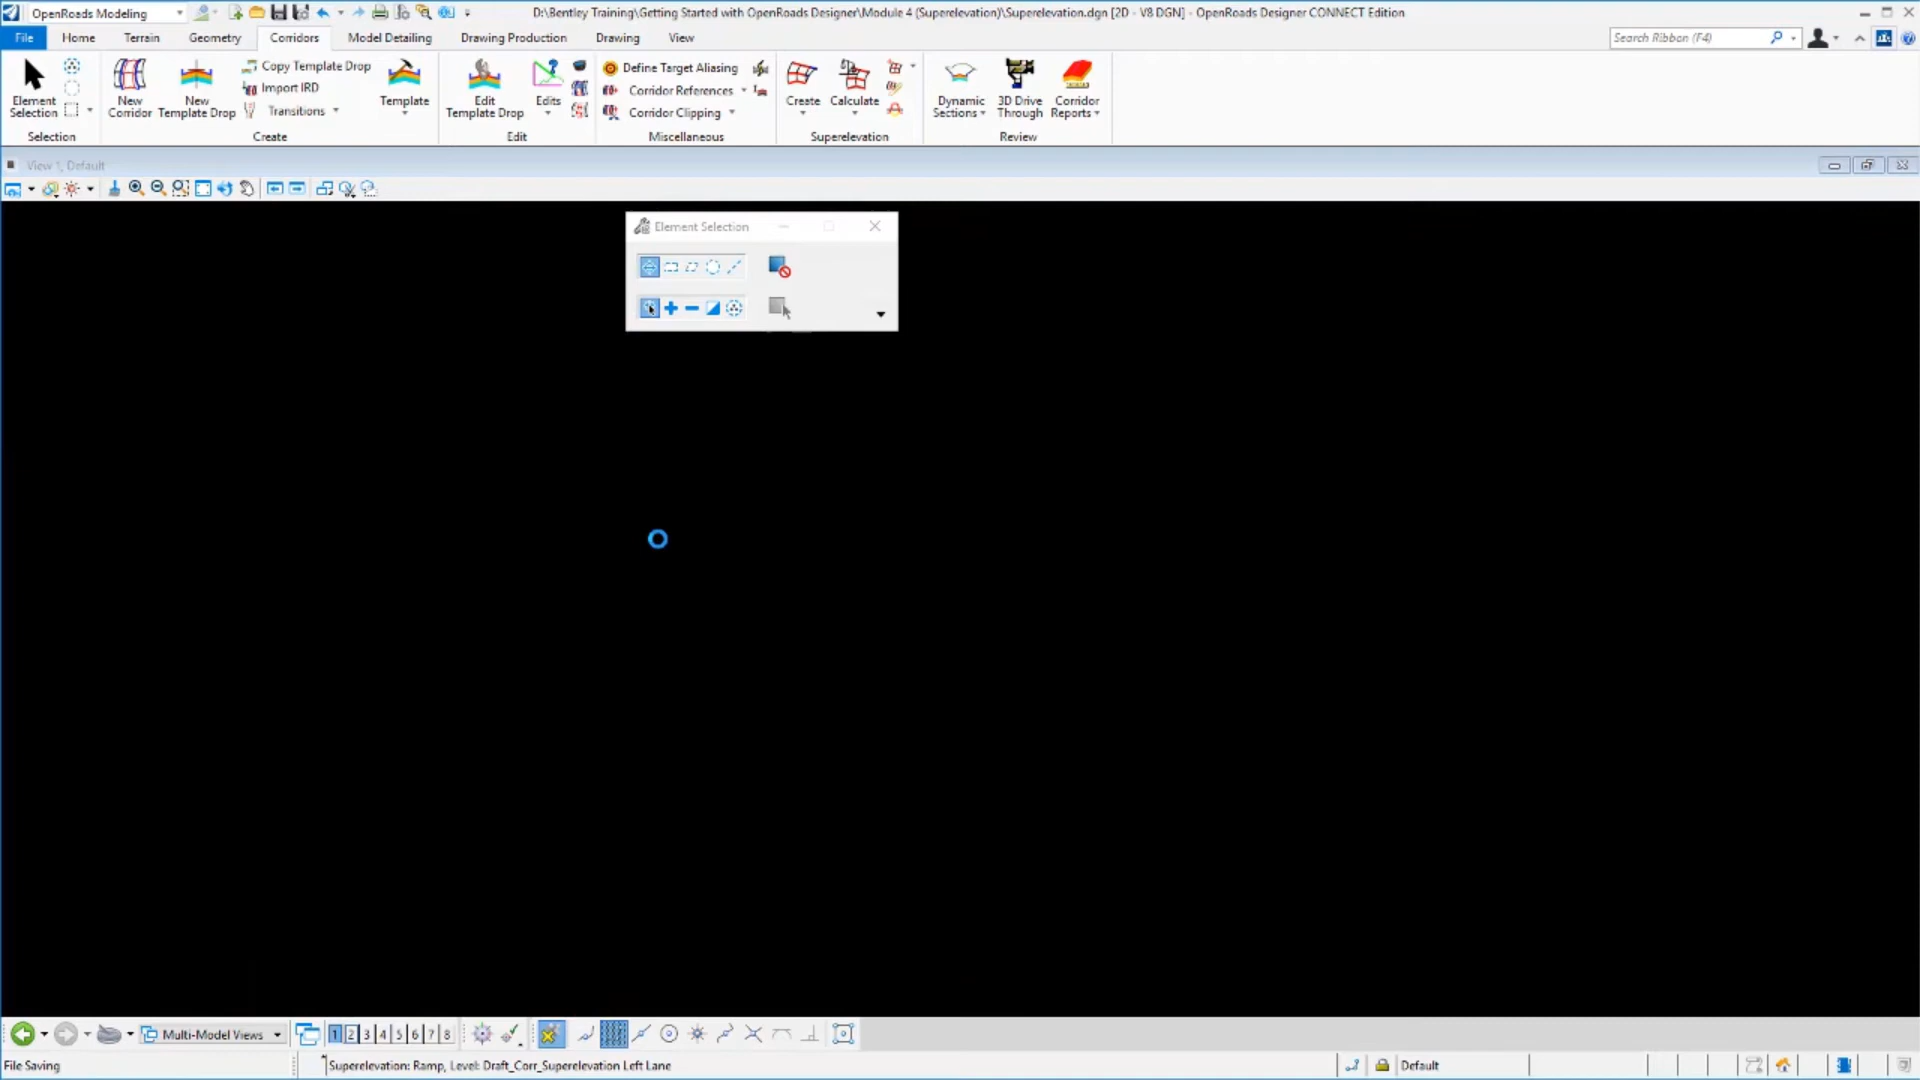 OpenRoads Modeling
D:\Bentley Training\Getting Started with OpenRoads Designer\Module 4 (Superelevation)\Superelevation.dgn [2D - V8 DGN] - OpenRoads Designer CONNECT Edition
File Home Terrain Geometry Corridors Model Detailing Drawing Production Drawing View
Search Ribbon (F4)
Element Selection
New Corridor
New Template Drop
Copy Template Drop
Import IRD
Transitions
Template
Edit Template Drop
Edits
Define Target Aliasing
Corridor References
Corridor Clipping
Create
Calculate
Dynamic Sections
3D Drive Through
Corridor Reports
Selection Create Edit Miscellaneous Superelevation Review
View 1, Default
Element Selection
Multi-Model Views 1 2 3 4 5 6 7 8
File Saving
Superelevation: Ramp, Level: Draft_Corr_Superelevation Left Lane
Default